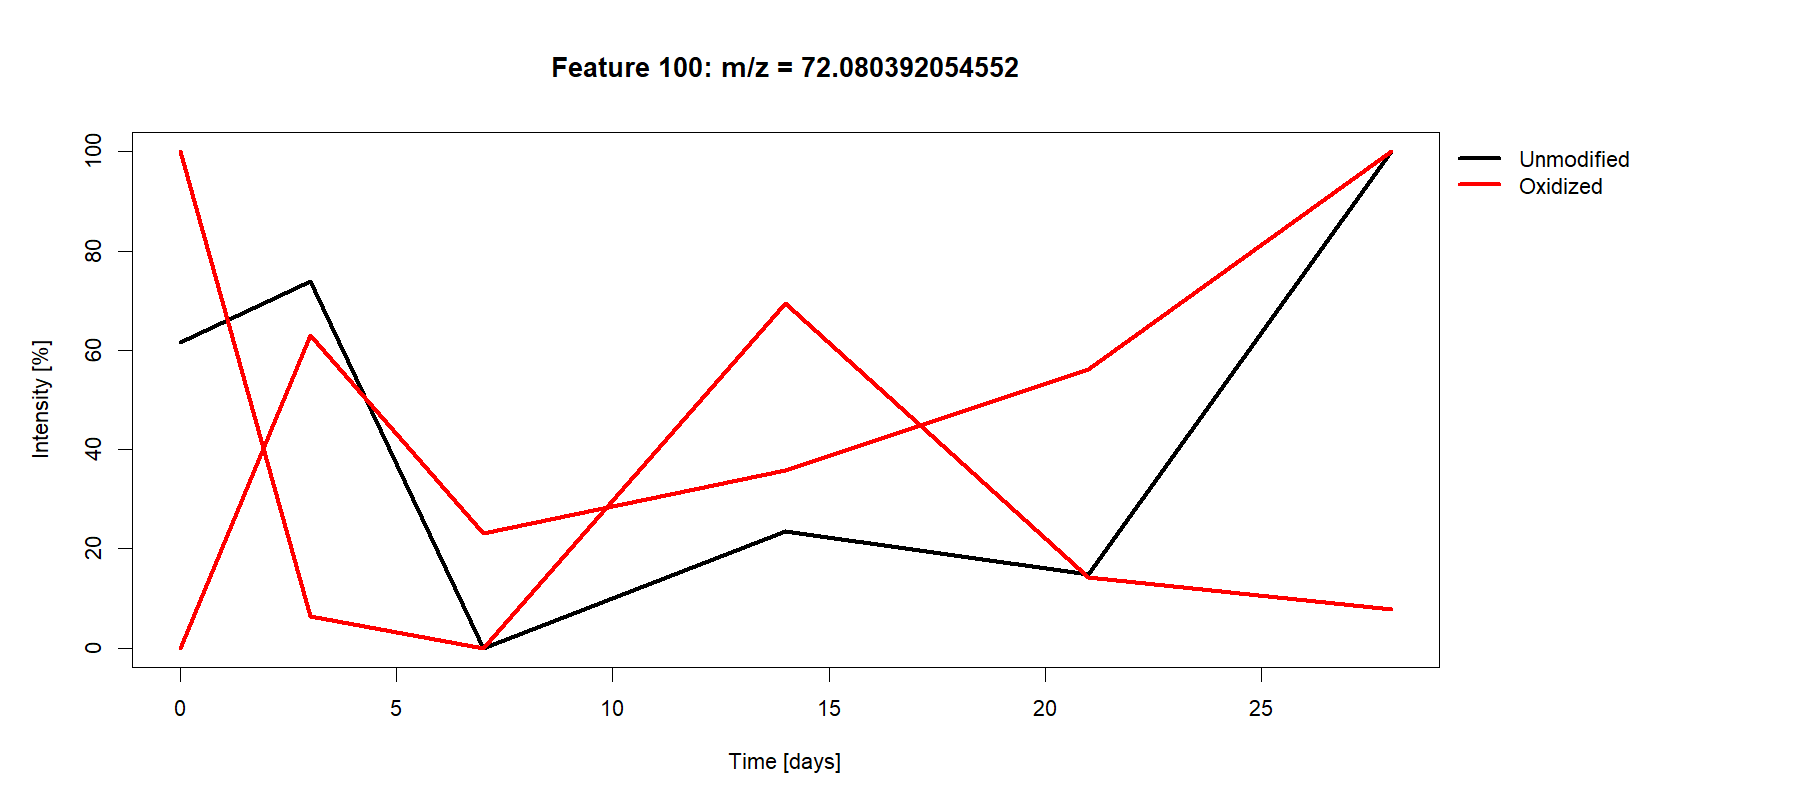 Feature 100: m/z = 72.080392054552
Unmodified
Oxidized
Intensity [%]
100
80
60
40
20
0
0 5 10 15 20 25
Time [days]